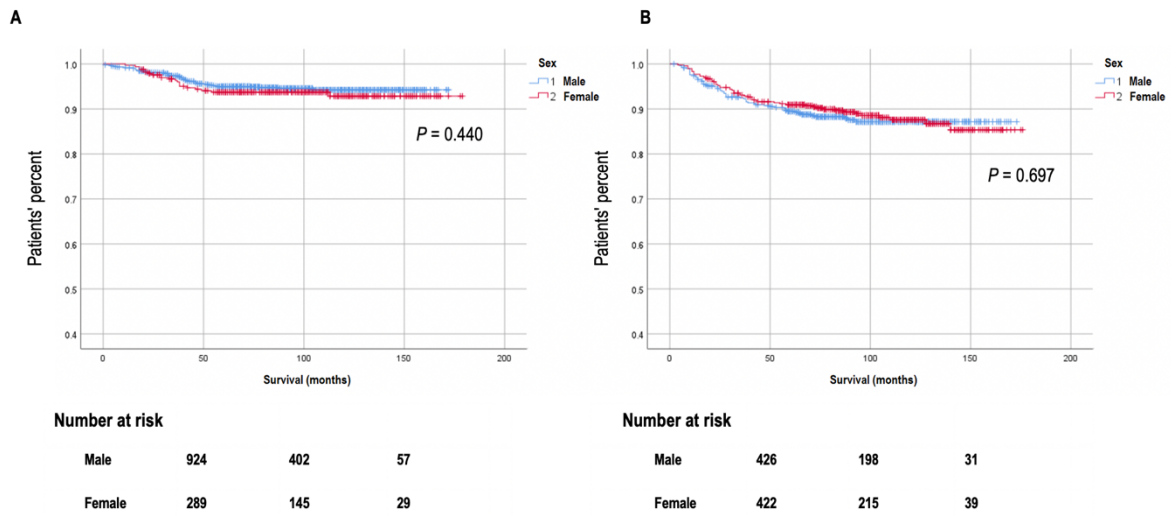 A
Patients' percent
1.0
0.9
0.8
0.7
0.6
0.5
0.4
0 50 100 150 200
Survival (months)
Sex
1 Male
2 Female
P = 0.440
Number at risk
Male 924 402 57
Female 289 145 29
B
Patients' percent
1.0
0.9
0.8
0.7
0.6
0.5
0.4
0 50 100 150 200
Survival (months)
Sex
1 Male
2 Female
P = 0.697
Number at risk
Male 426 198 31
Female 422 215 39